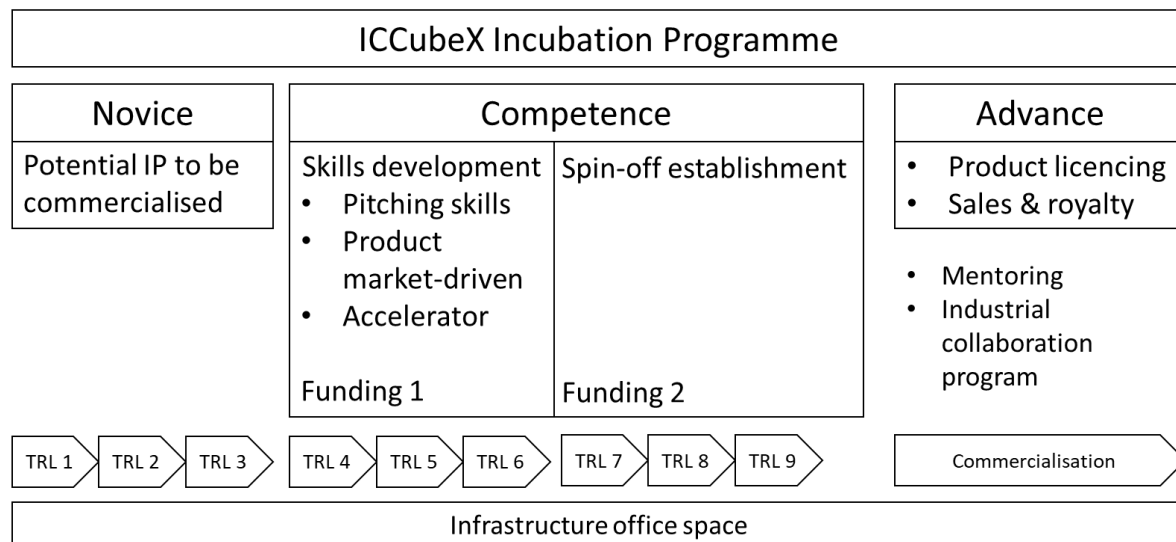 ICCubeX Incubation Programme
Novice
Potential IP to be
commercialised
Competence
Skills development
• Pitching skills
• Product
market-driven
• Accelerator
Funding 1
Spin-off establishment
Funding 2
Advance
• Product licencing
• Sales & royalty
• Mentoring
• Industrial
collaboration
program
TRL 1
TRL 2
TRL 3
TRL 4
TRL 5
TRL 6
TRL 7
TRL 8
TRL 9
Commercialisation
Infrastructure office space